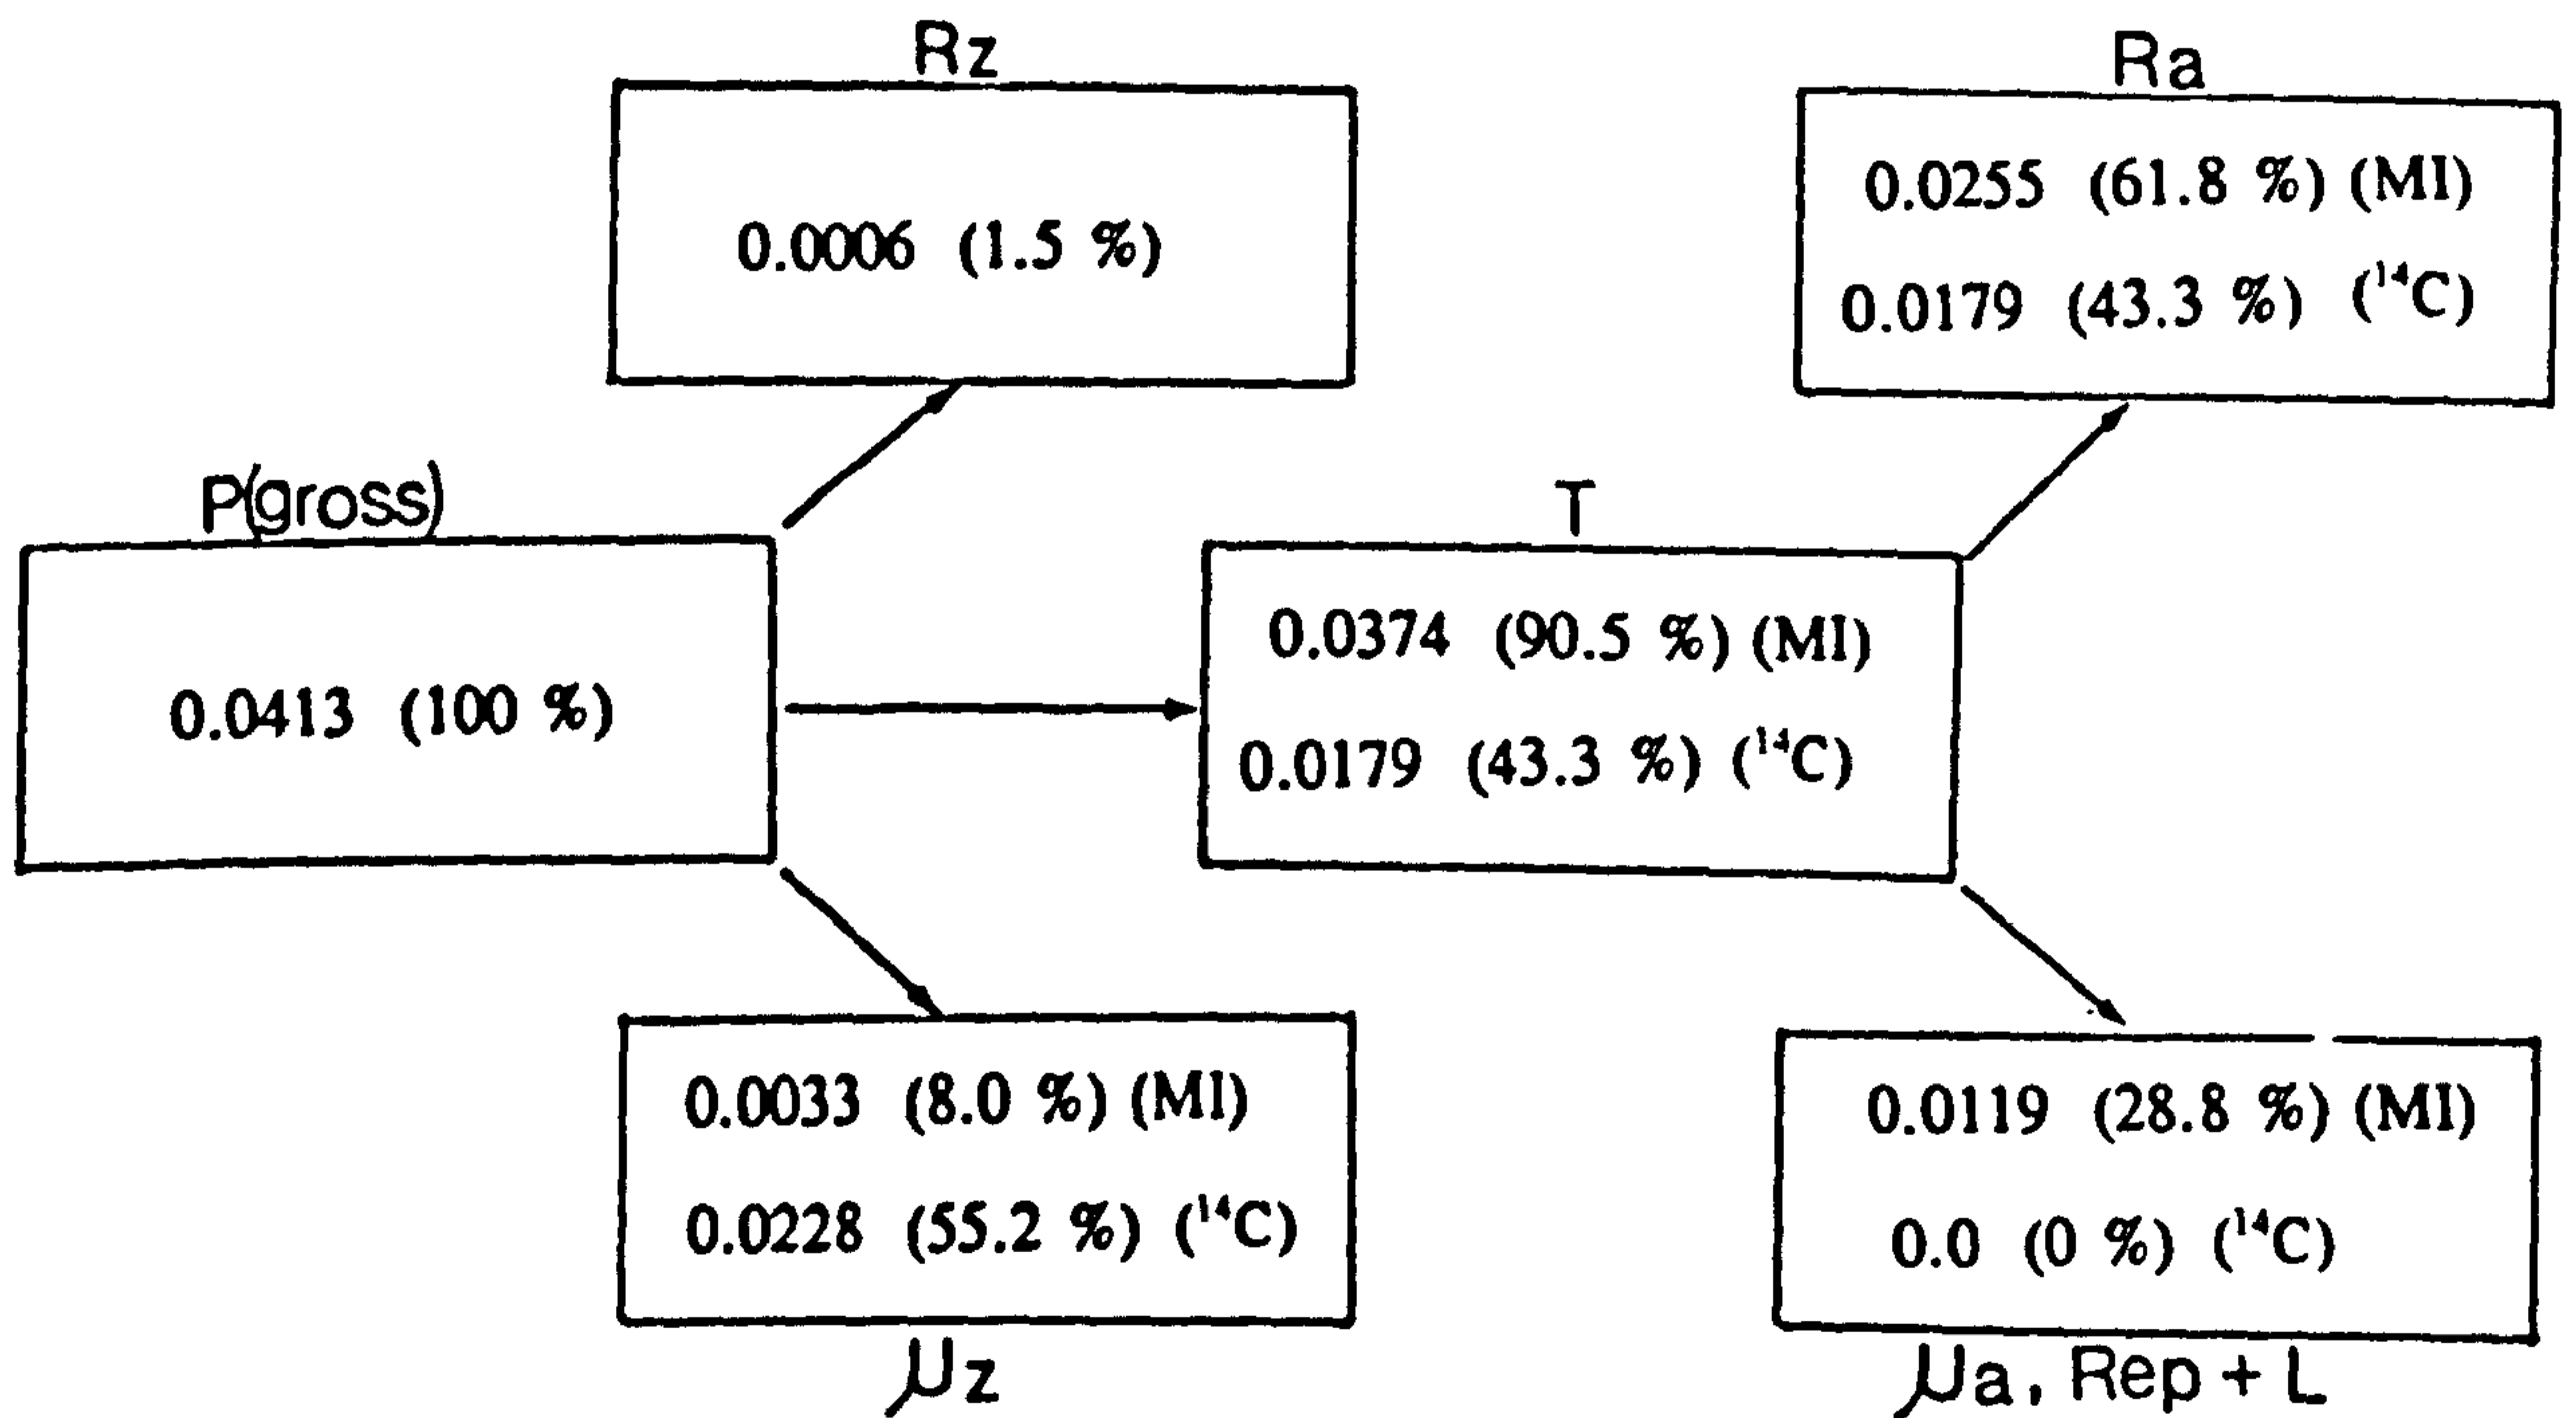 Rz
0.0006 (1.5 %)
Ra
0.0255 (61.8 %) (MI)
0.0179 (43.3 %) (¹⁴C)
P(gross)
0.0413 (100 %)
T
0.0374 (90.5 %) (MI)
0.0179 (43.3 %) (¹⁴C)
0.0033 (8.0 %) (MI)
0.0228 (55.2 %) (¹⁴C)
μz
0.0119 (28.8 %) (MI)
0.0 (0 %) (¹⁴C)
μa, Rep + L